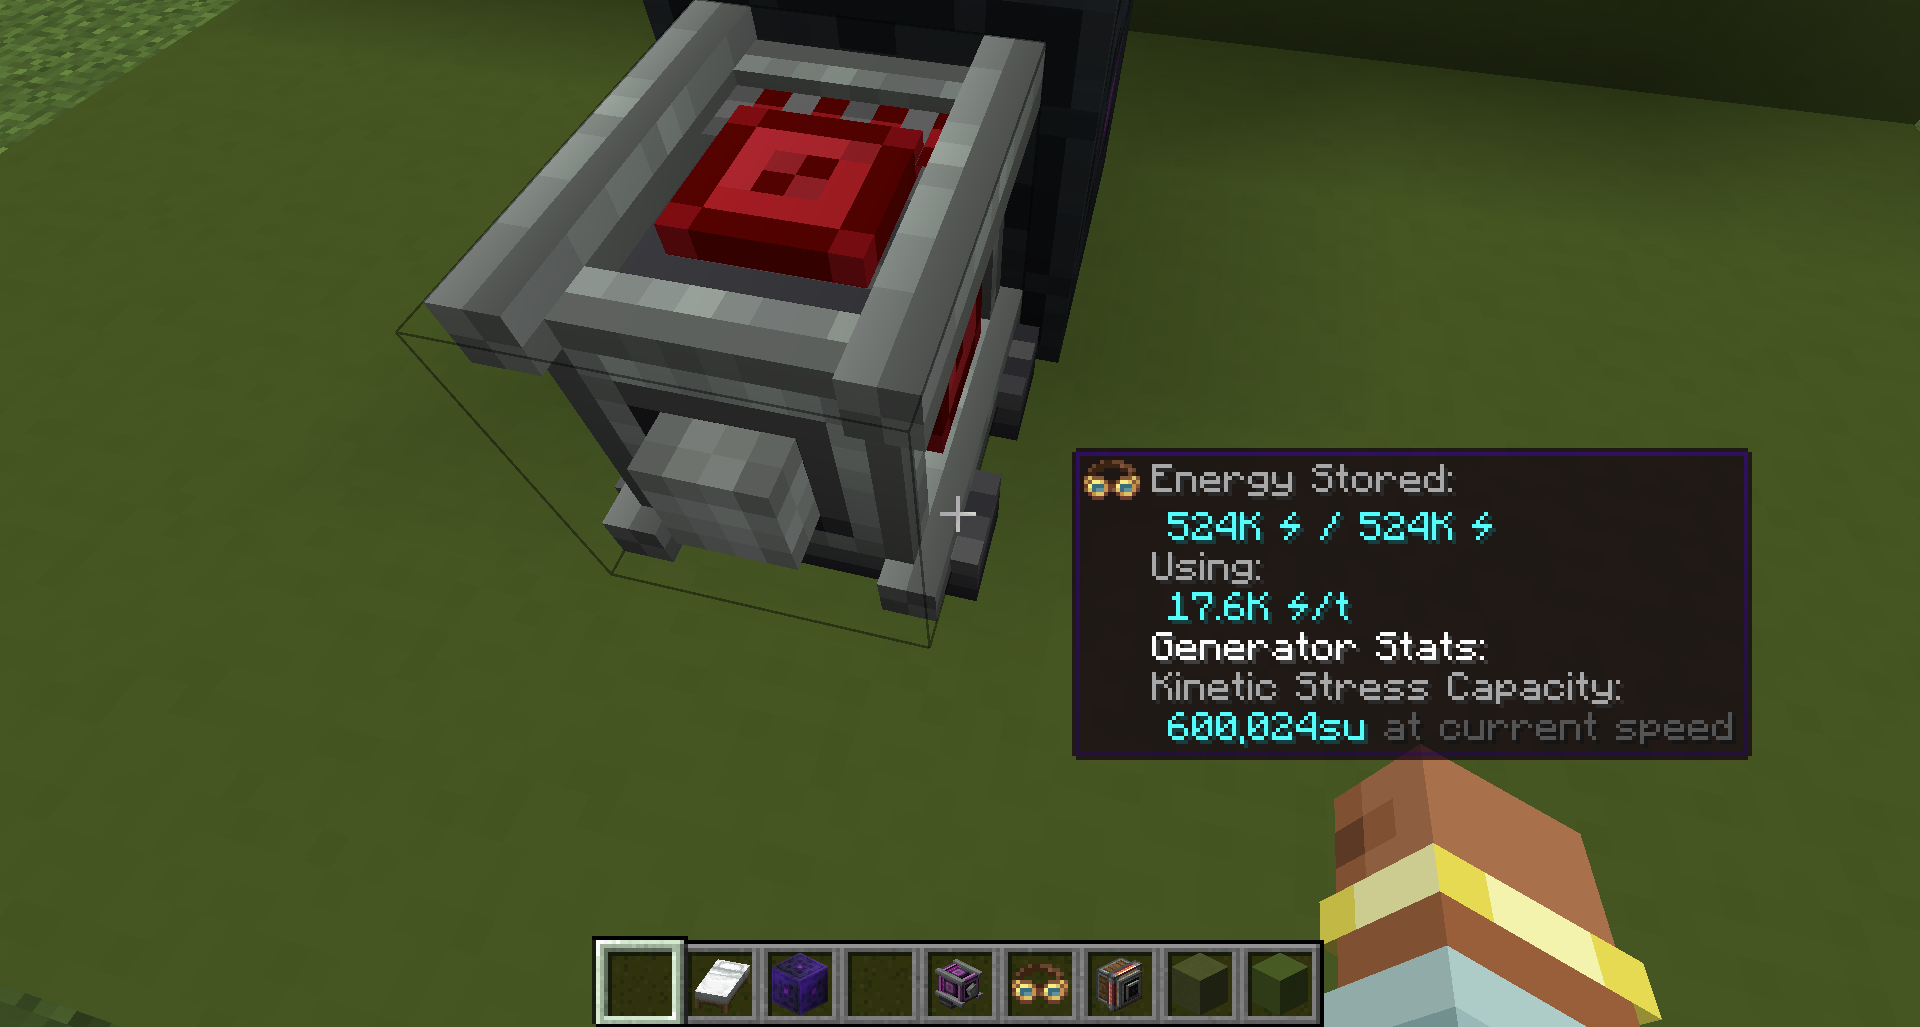 Energy Stored:
524K ⚡ / 524K ⚡
Using:
17.6K ⚡/t
Generator Stats:
Kinetic Stress Capacity:
600,024su at current speed